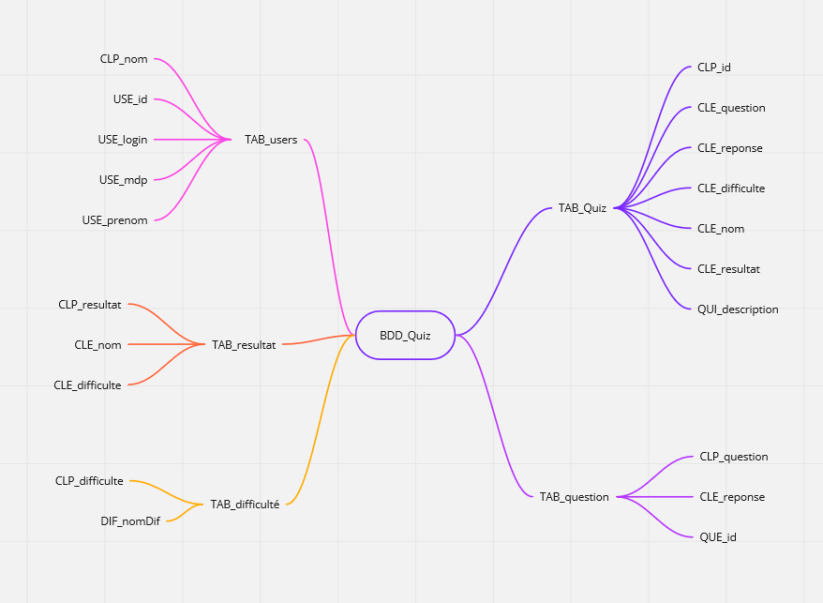 CLP_nom
USE_id
USE_login
USE_mdp
USE_prenom
TAB_users
CLP_resultat
CLE_nom
CLE_difficulte
TAB_resultat
CLP_difficulte
DIF_nomDif
TAB_difficulté
BDD_Quiz
TAB_Quiz
CLP_id
CLE_question
CLE_reponse
CLE_difficulte
CLE_nom
CLE_resultat
QUI_description
TAB_question
CLP_question
CLE_reponse
QUE_id